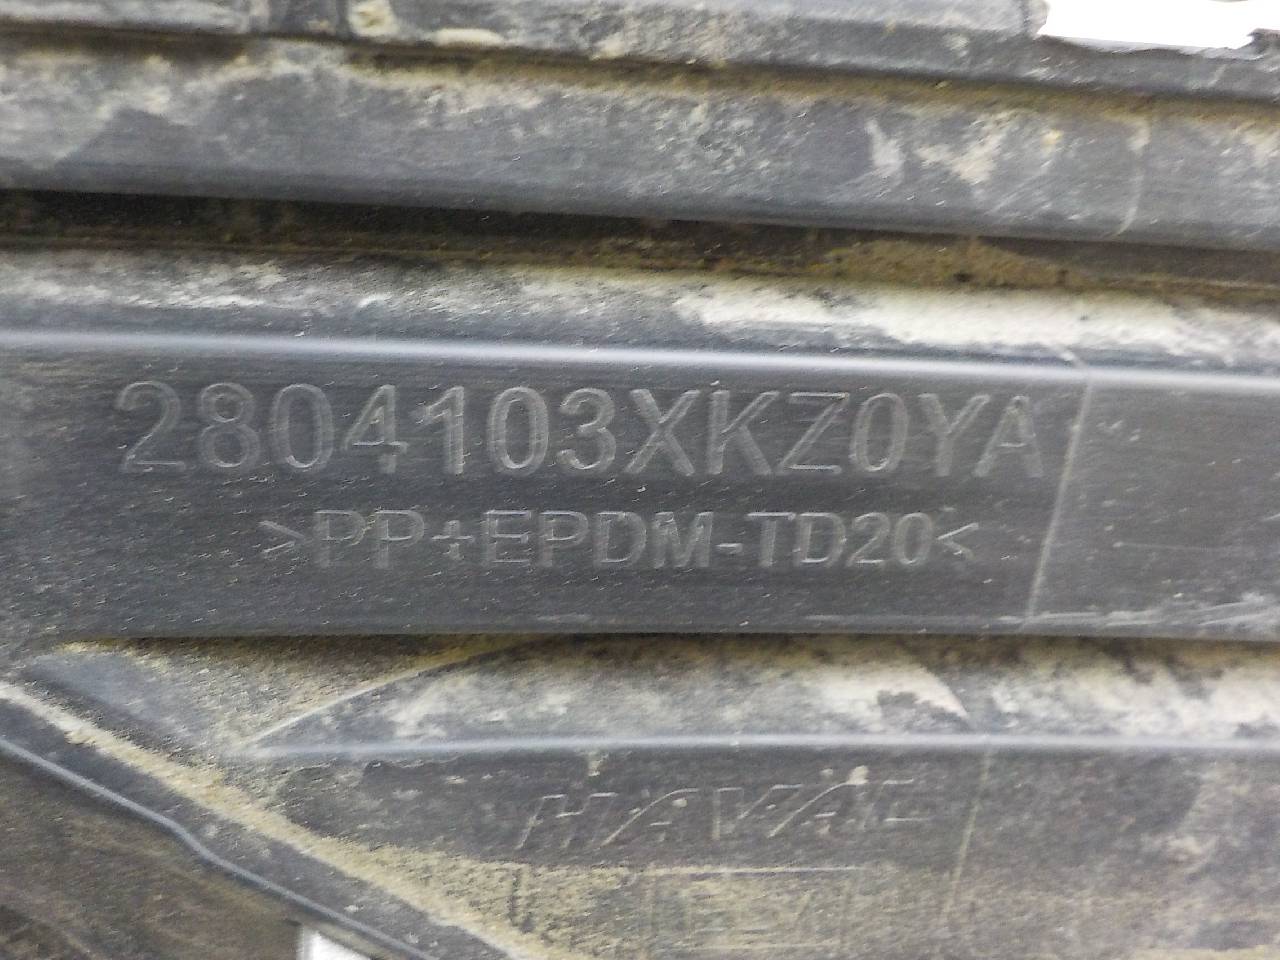 2804103XKZ0YA
>PP+EPDM-TD20<
HAVAL